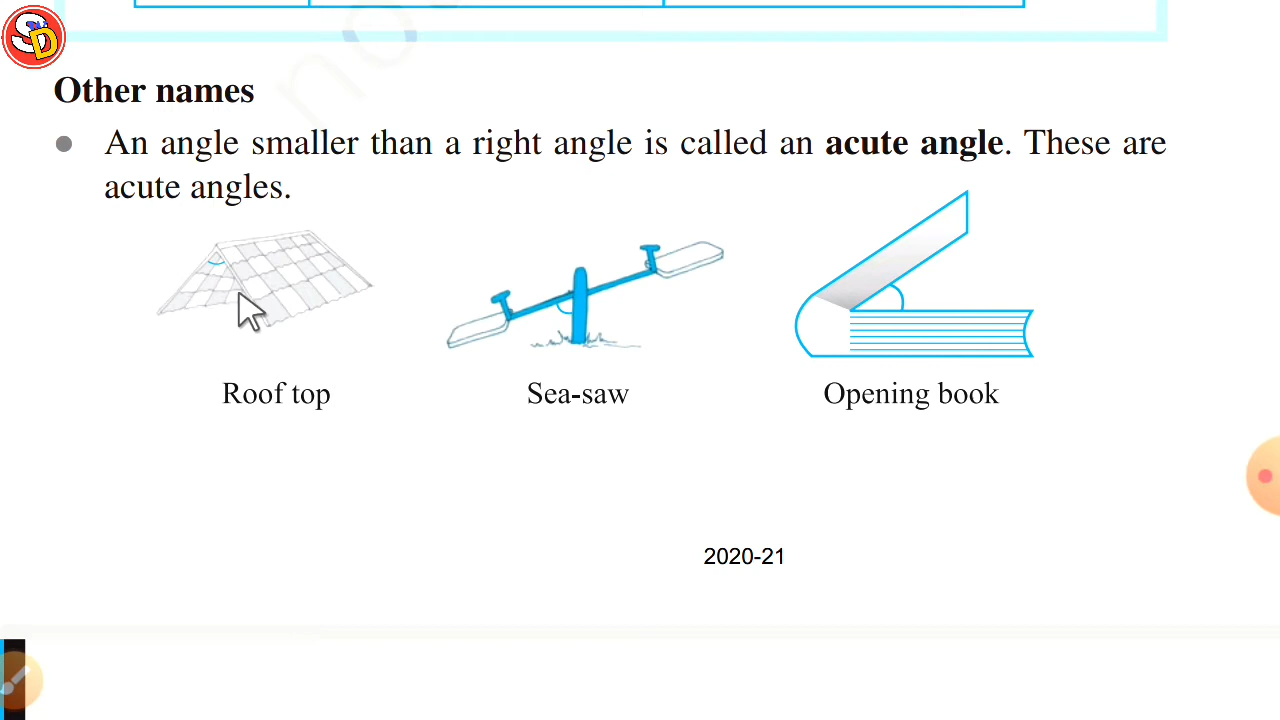 SD
Other names
An angle smaller than a right angle is called an acute angle. These are
acute angles.
Roof top
Sea-saw
Opening book
2020-21